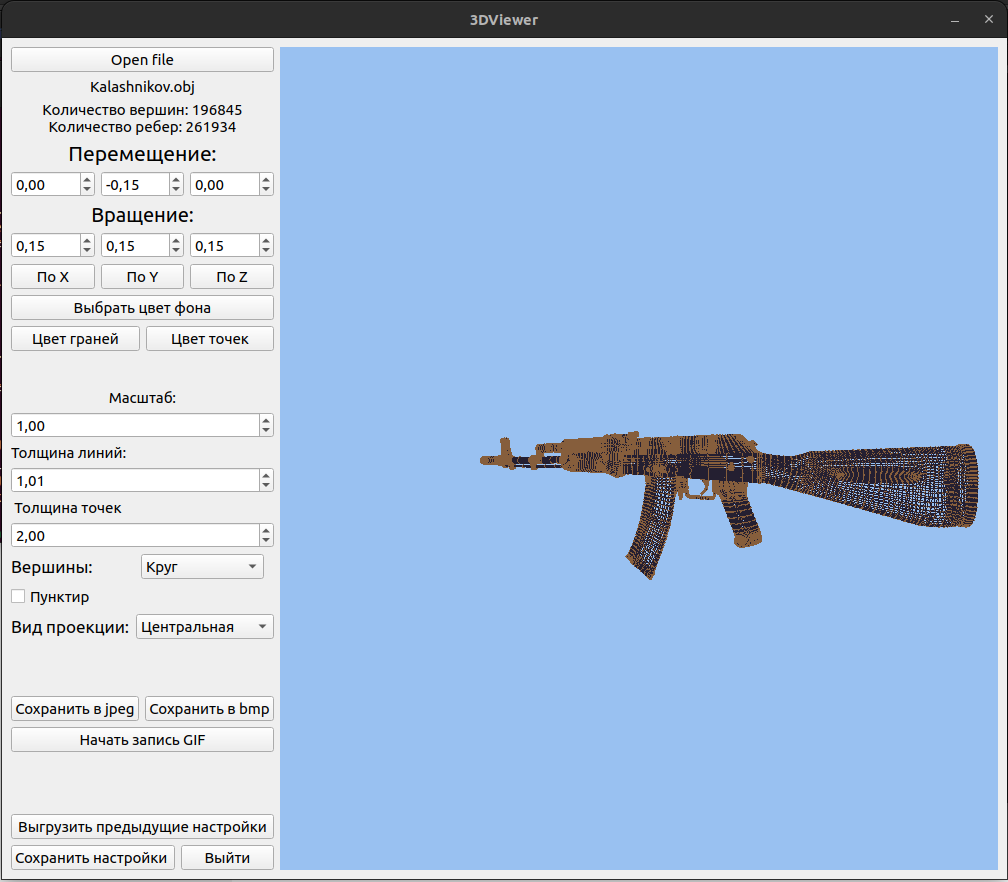 3DViewer
Open file
Kalashnikov.obj
Количество вершин: 196845
Количество ребер: 261934
Перемещение:
0,00 -0,15 0,00
Вращение:
0,15 0,15 0,15
По X По Y По Z
Выбрать цвет фона
Цвет граней Цвет точек
Масштаб:
1,00
Толщина линий:
1,01
Толщина точек
2,00
Вершины: Круг
Пунктир
Вид проекции: Центральная
Сохранить в jpeg Сохранить в bmp
Начать запись GIF
Выгрузить предыдущие настройки
Сохранить настройки Выйти